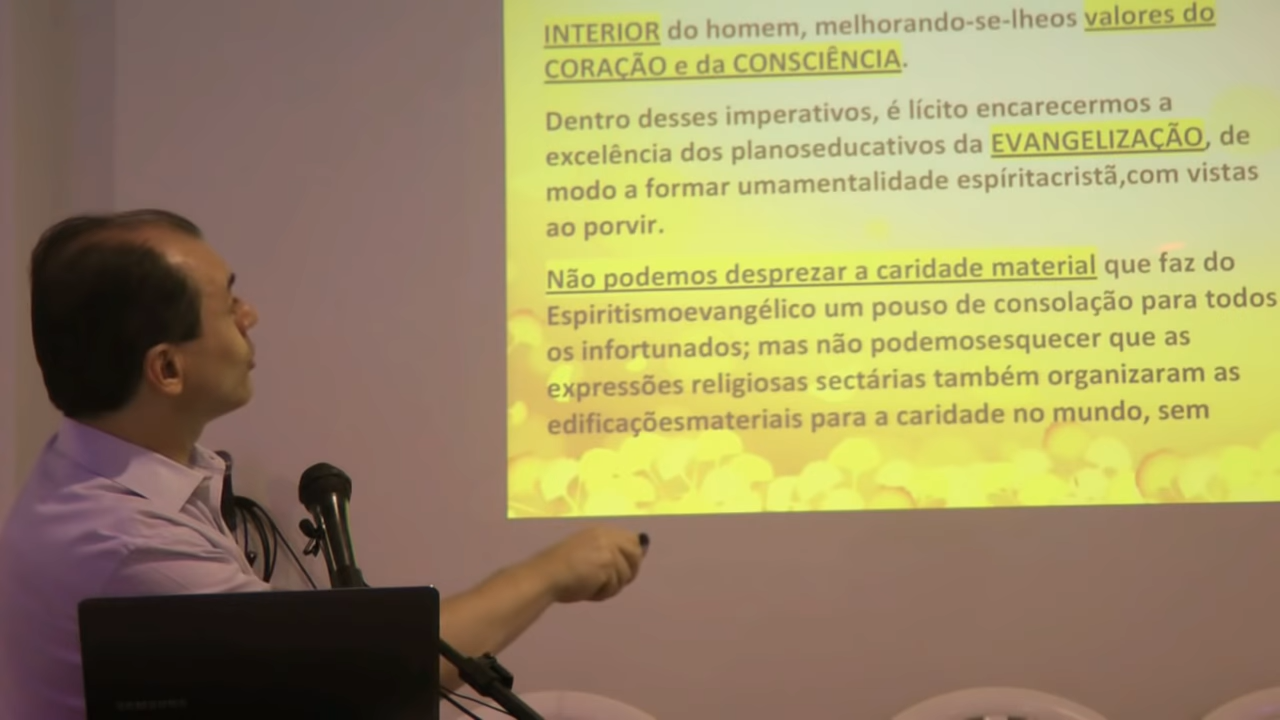 INTERIOR do homem, melhorando-se-lheos valores do
CORAÇÃO e da CONSCIÊNCIA.
Dentro desses imperativos, é lícito encarecermos a
excelência dos planoseducativos da EVANGELIZAÇÃO, de
modo a formar umamentalidade espíritacristã,com vistas
ao porvir.
Não podemos desprezar a caridade material que faz do
Espiritismoevangélico um pouso de consolação para todos
os infortunados; mas não podemosesquecer que as
expressões religiosas sectárias também organizaram as
edificaçõesmateriais para a caridade no mundo, sem
SAMSUNG